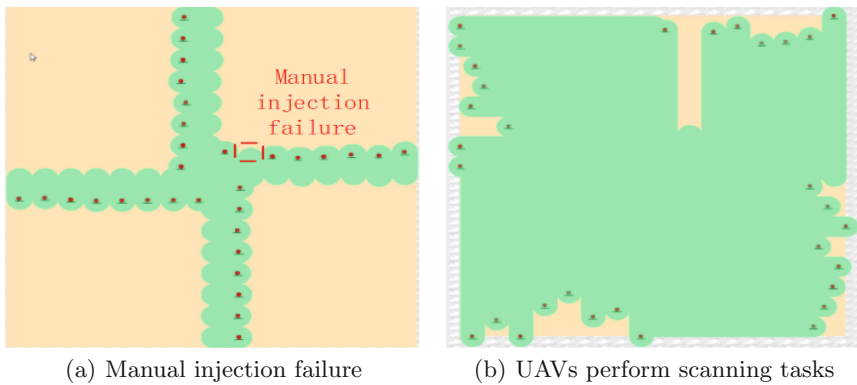 Manual
injection
failure
(a) Manual injection failure
(b) UAVs perform scanning tasks